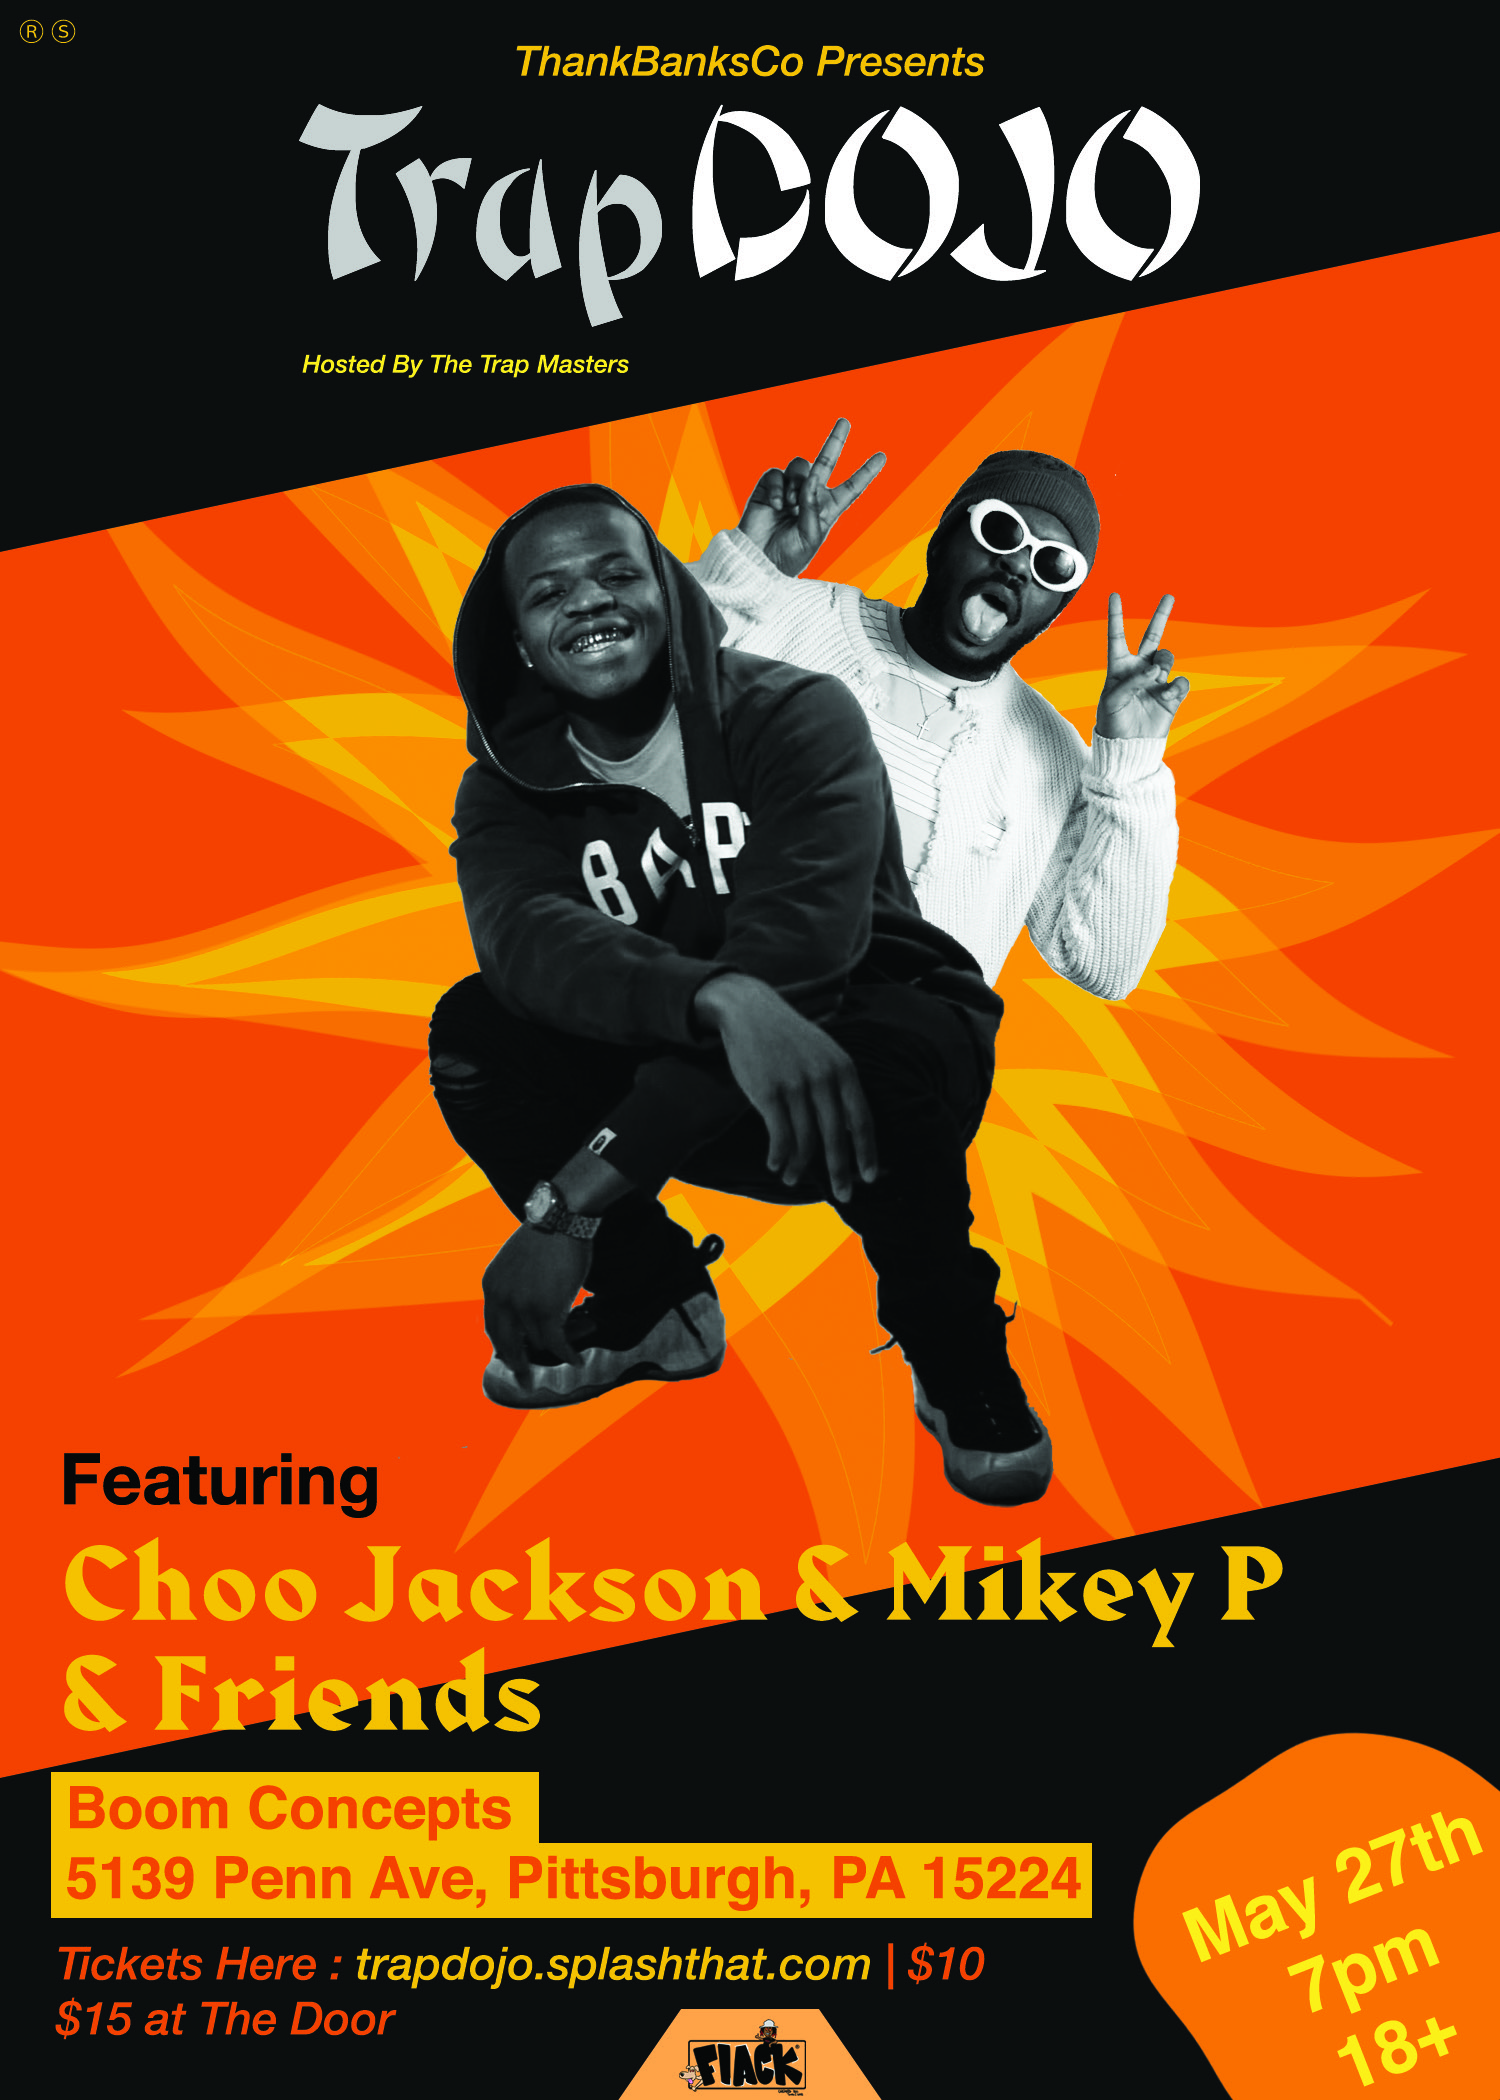 Ⓡ Ⓢ
ThankBanksCo Presents
Trap DOJO
Hosted By The Trap Masters
BAP
Featuring
Choo Jackson & Mikey P
& Friends
Boom Concepts
5139 Penn Ave, Pittsburgh, PA 15224
Tickets Here : trapdojo.splashthat.com | $10
$15 at The Door
May 27th
7pm
18+
FIACK